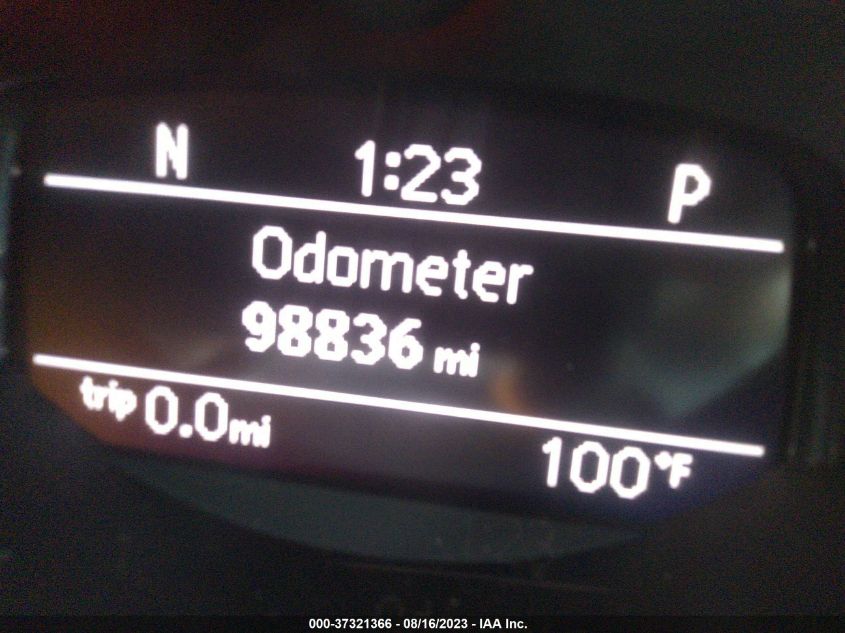 N 1:23 P
Odometer
98836 mi
trip 0.0mi 100°F
000-37321366 - 08/16/2023 - IAA Inc.